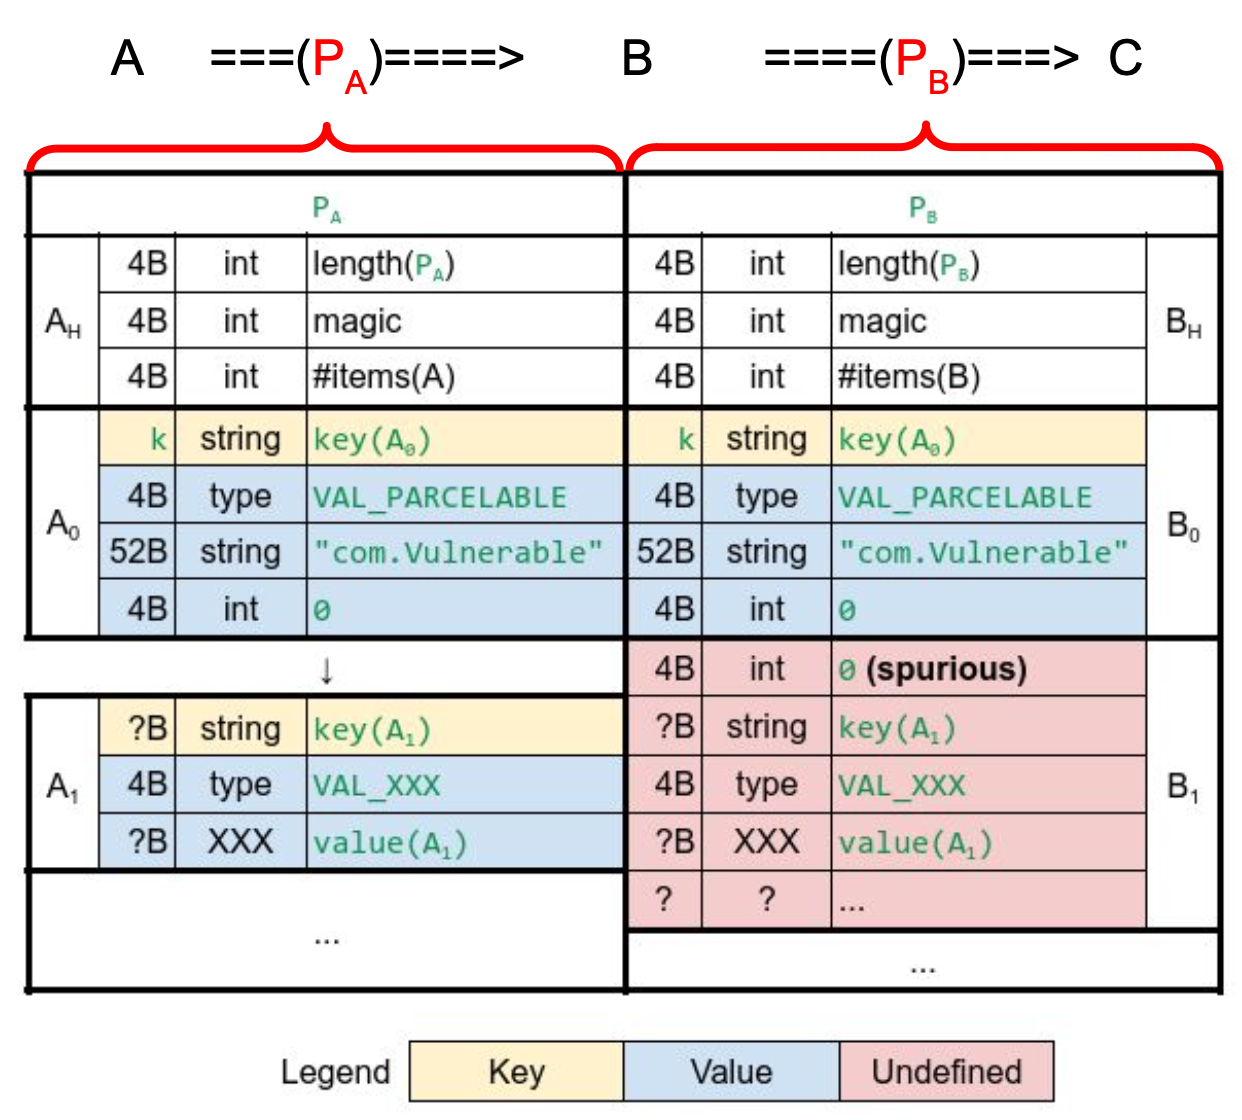 A ===(P_A)====> B ====(P_B)===> C
P_A P_B
4B int length(P_A) 4B int length(P_B)
A_H 4B int magic 4B int magic B_H
4B int #items(A) 4B int #items(B)
k string key(A_0) k string key(A_0)
4B type VAL_PARCELABLE 4B type VAL_PARCELABLE
A_0 B_0
52B string "com.Vulnerable" 52B string "com.Vulnerable"
4B int 0 4B int 0
↓ 4B int 0 (spurious)
?B string key(A_1) ?B string key(A_1)
A_1 4B type VAL_XXX 4B type VAL_XXX B_1
?B XXX value(A_1) ?B XXX value(A_1)
? ? ...
...
...
Legend Key Value Undefined